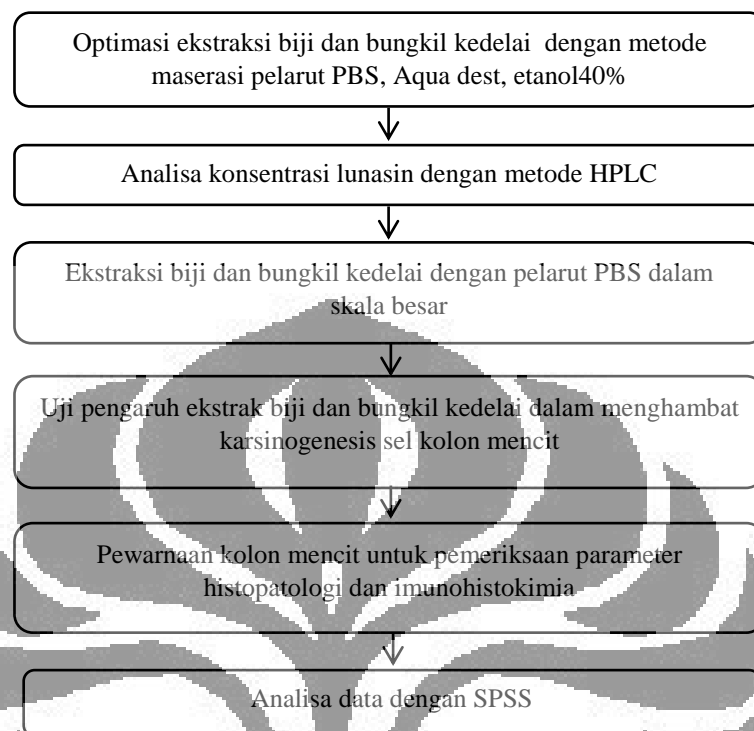 Optimasi ekstraksi biji dan bungkil kedelai  dengan metode
maserasi pelarut PBS, Aqua dest, etanol40%
Analisa konsentrasi lunasin dengan metode HPLC
Ekstraksi biji dan bungkil kedelai dengan pelarut PBS dalam
skala besar
Uji pengaruh ekstrak biji dan bungkil kedelai dalam menghambat
karsinogenesis sel kolon mencit
Pewarnaan kolon mencit untuk pemeriksaan parameter
histopatologi dan imunohistokimia
Analisa data dengan SPSS